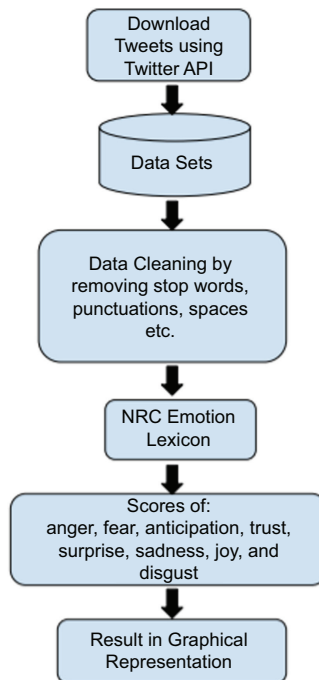 Download
Tweets using
Twitter API
Data Sets
Data Cleaning by
removing stop words,
punctuations, spaces
etc.
NRC Emotion
Lexicon
Scores of:
anger, fear, anticipation, trust,
surprise, sadness, joy, and
disgust
Result in Graphical
Representation